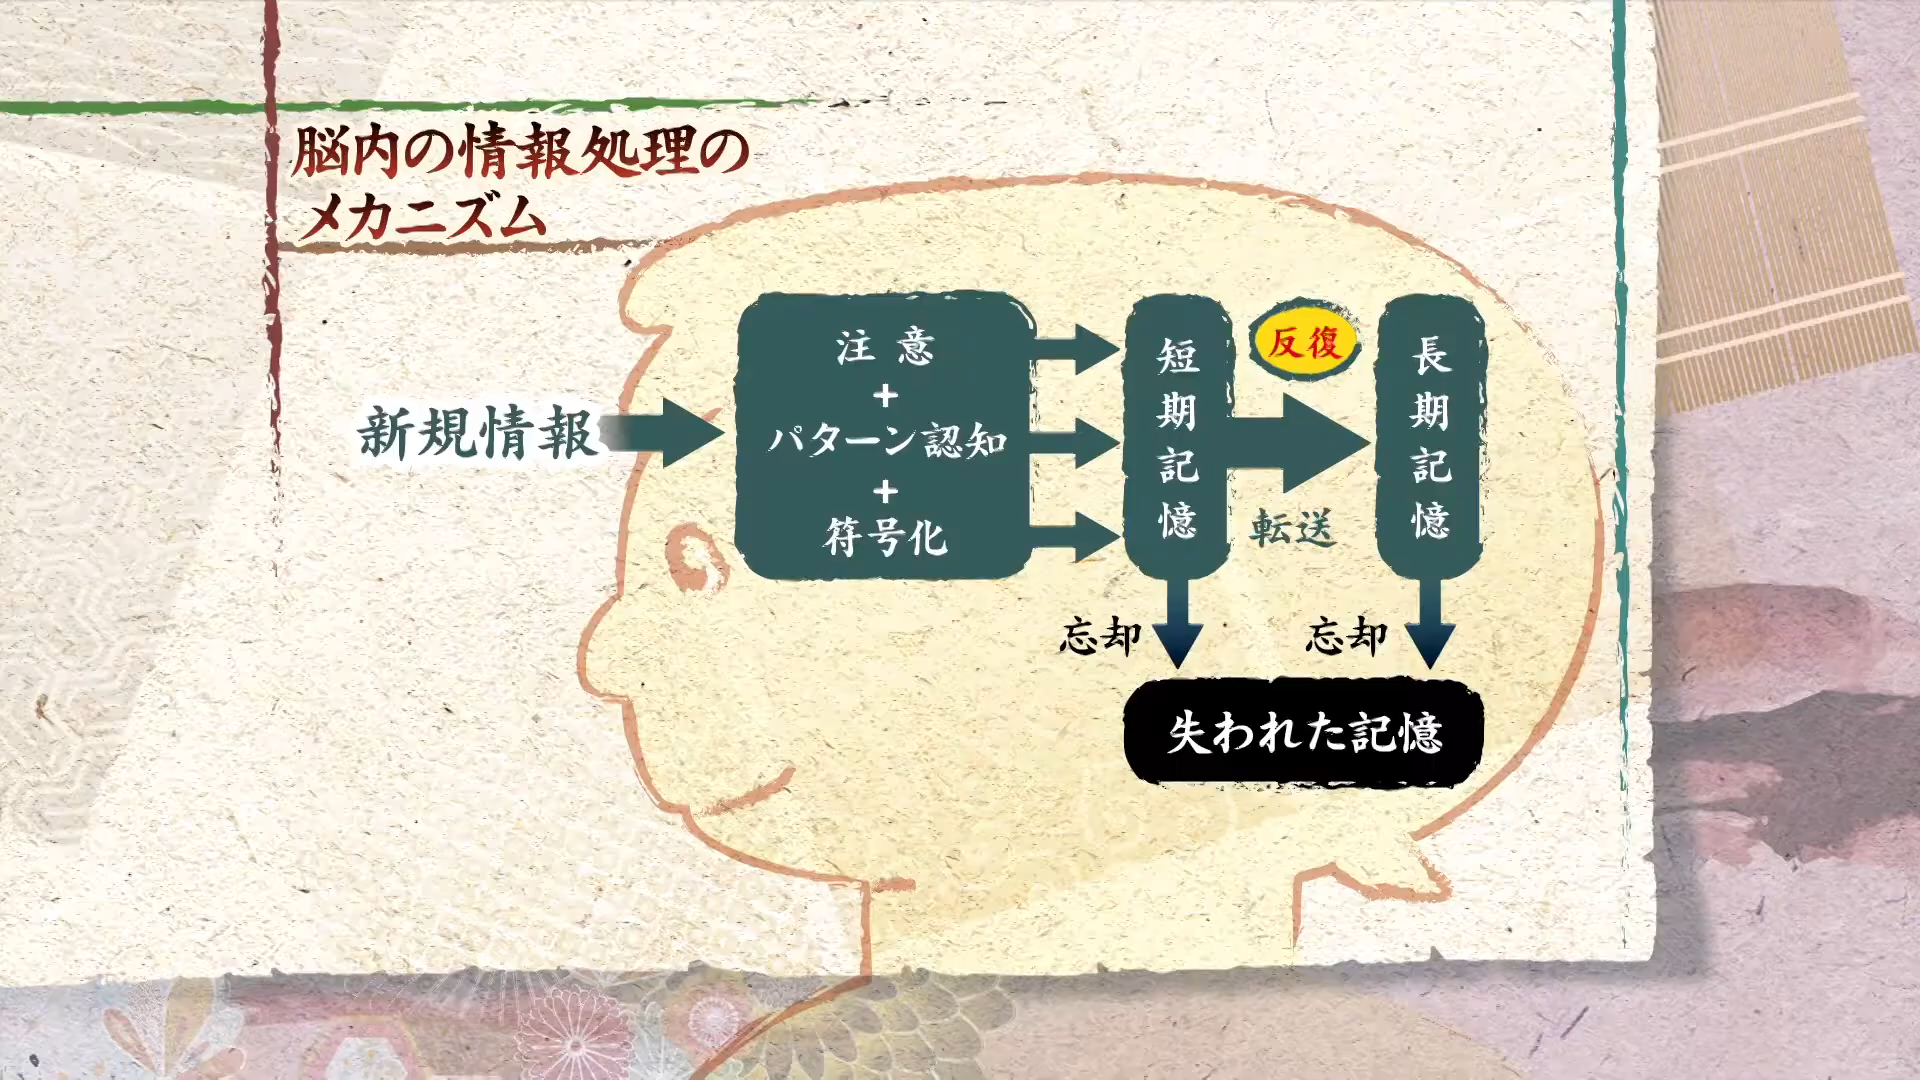 脳内の情報処理の
メカニズム
新規情報
注意
+
パターン認知
+
符号化
短期記憶
反復
転送
長期記憶
忘却
忘却
失われた記憶